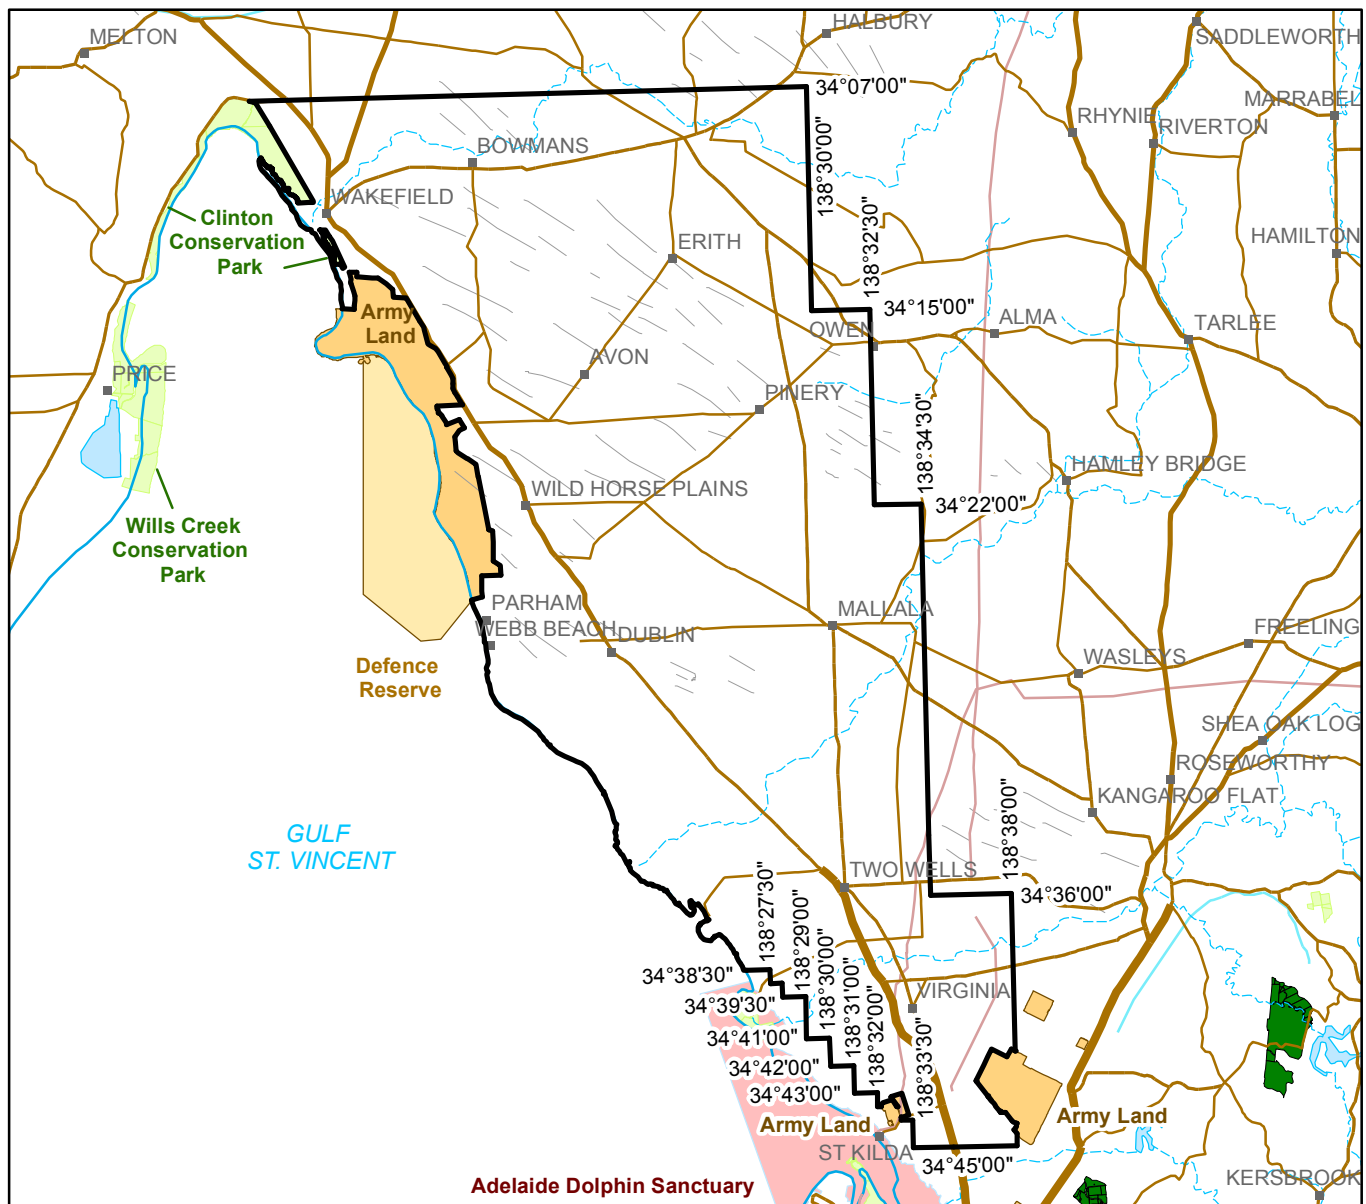 HALBURY
MELTON
SADDLEWORTH
34°07'00"
MARRABEL
RHYNIE
RIVERTON
BOWMANS
138°30'00"
WAKEFIELD
Clinton
Conservation
Park
ERITH
138°32'30"
HAMILTON
34°15'00"
Army
Land
OWEN
ALMA
TARLEE
AVON
PRICE
PINERY
138°34'30"
HAMLEY BRIDGE
WILD HORSE PLAINS
34°22'00"
Wills Creek
Conservation
Park
PARHAM
MALLALA
WEBB BEACH
DUBLIN
FREELING
WASLEYS
Defence
Reserve
SHEA OAK LOG
ROSEWORTHY
KANGAROO FLAT
138°38'00"
GULF
ST. VINCENT
TWO WELLS
34°36'00"
138°27'30"
138°29'00"
138°30'00"
138°31'00"
138°32'00"
138°33'30"
34°38'30"
VIRGINIA
34°39'30"
34°41'00"
34°42'00"
34°43'00"
Army Land
Army Land
ST KILDA
34°45'00"
KERSBROOK
Adelaide Dolphin Sanctuary